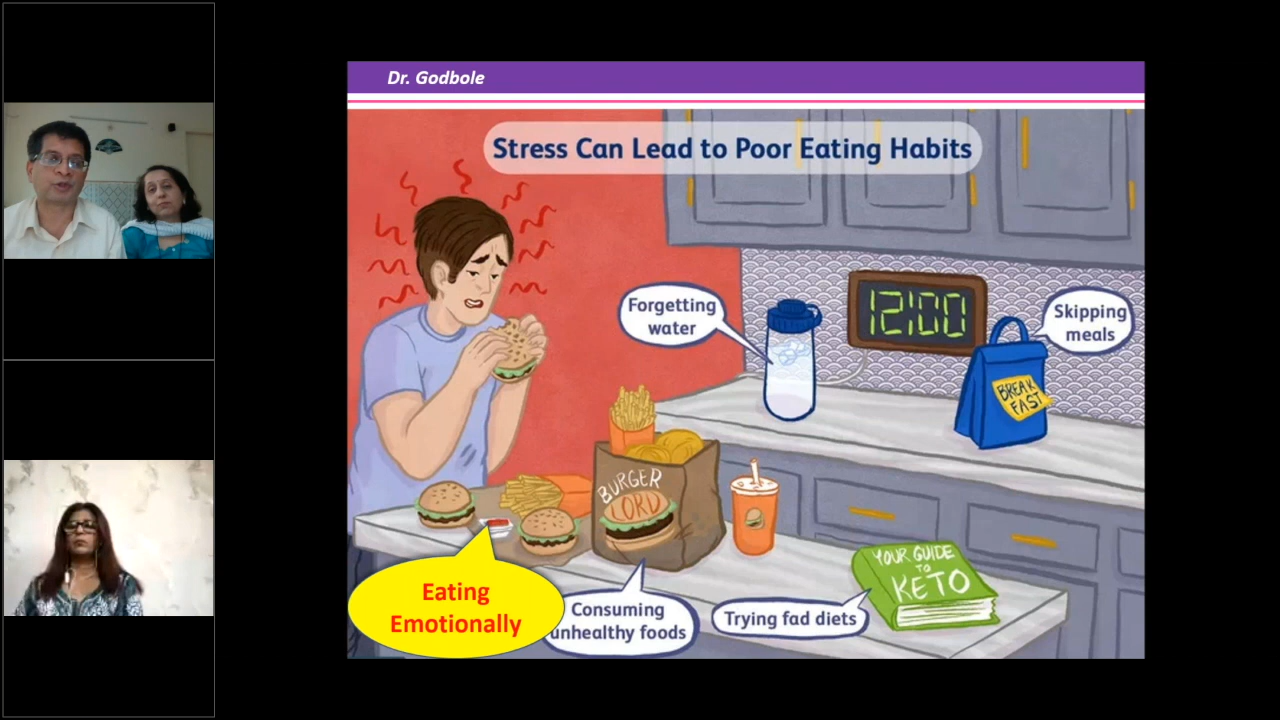 Dr. Godbole
Stress Can Lead to Poor Eating Habits
Forgetting
water
12:00
Skipping
meals
BREAK
FAST
BURGER
LORD
YOUR GUIDE
TO
KETO
Eating
Emotionally
Consuming
unhealthy foods
Trying fad diets